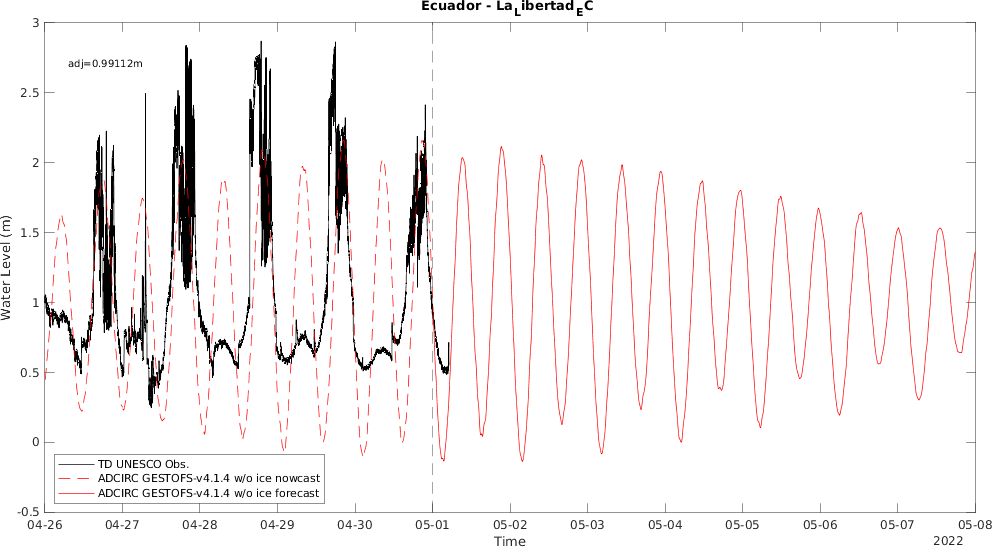 Ecuador - LaLibertadEC
adj=0.99112m
Water Level (m)
3
2.5
2
1.5
1
0.5
0
-0.5
TD UNESCO Obs.
ADCIRC GESTOFS-v4.1.4 w/o ice nowcast
ADCIRC GESTOFS-v4.1.4 w/o ice forecast
04-26 04-27 04-28 04-29 04-30 05-01 05-02 05-03 05-04 05-05 05-06 05-07 05-08
Time
2022